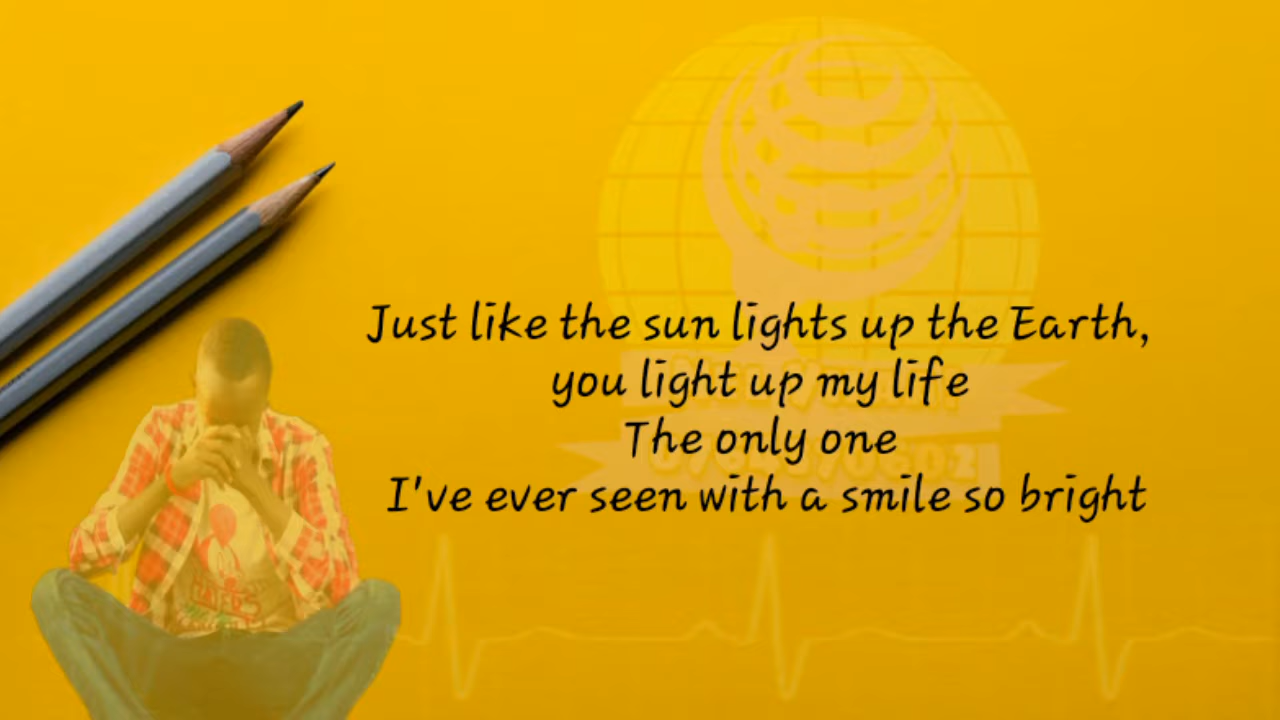 Just like the sun lights up the Earth,
you light up my life
The only one
I've ever seen with a smile so bright